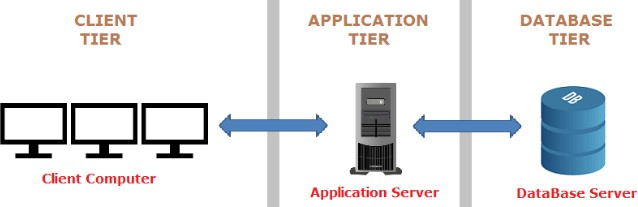 CLIENT
TIER
APPLICATION
TIER
DATABASE
TIER
DB
Client Computer
Application Server
DataBase Server